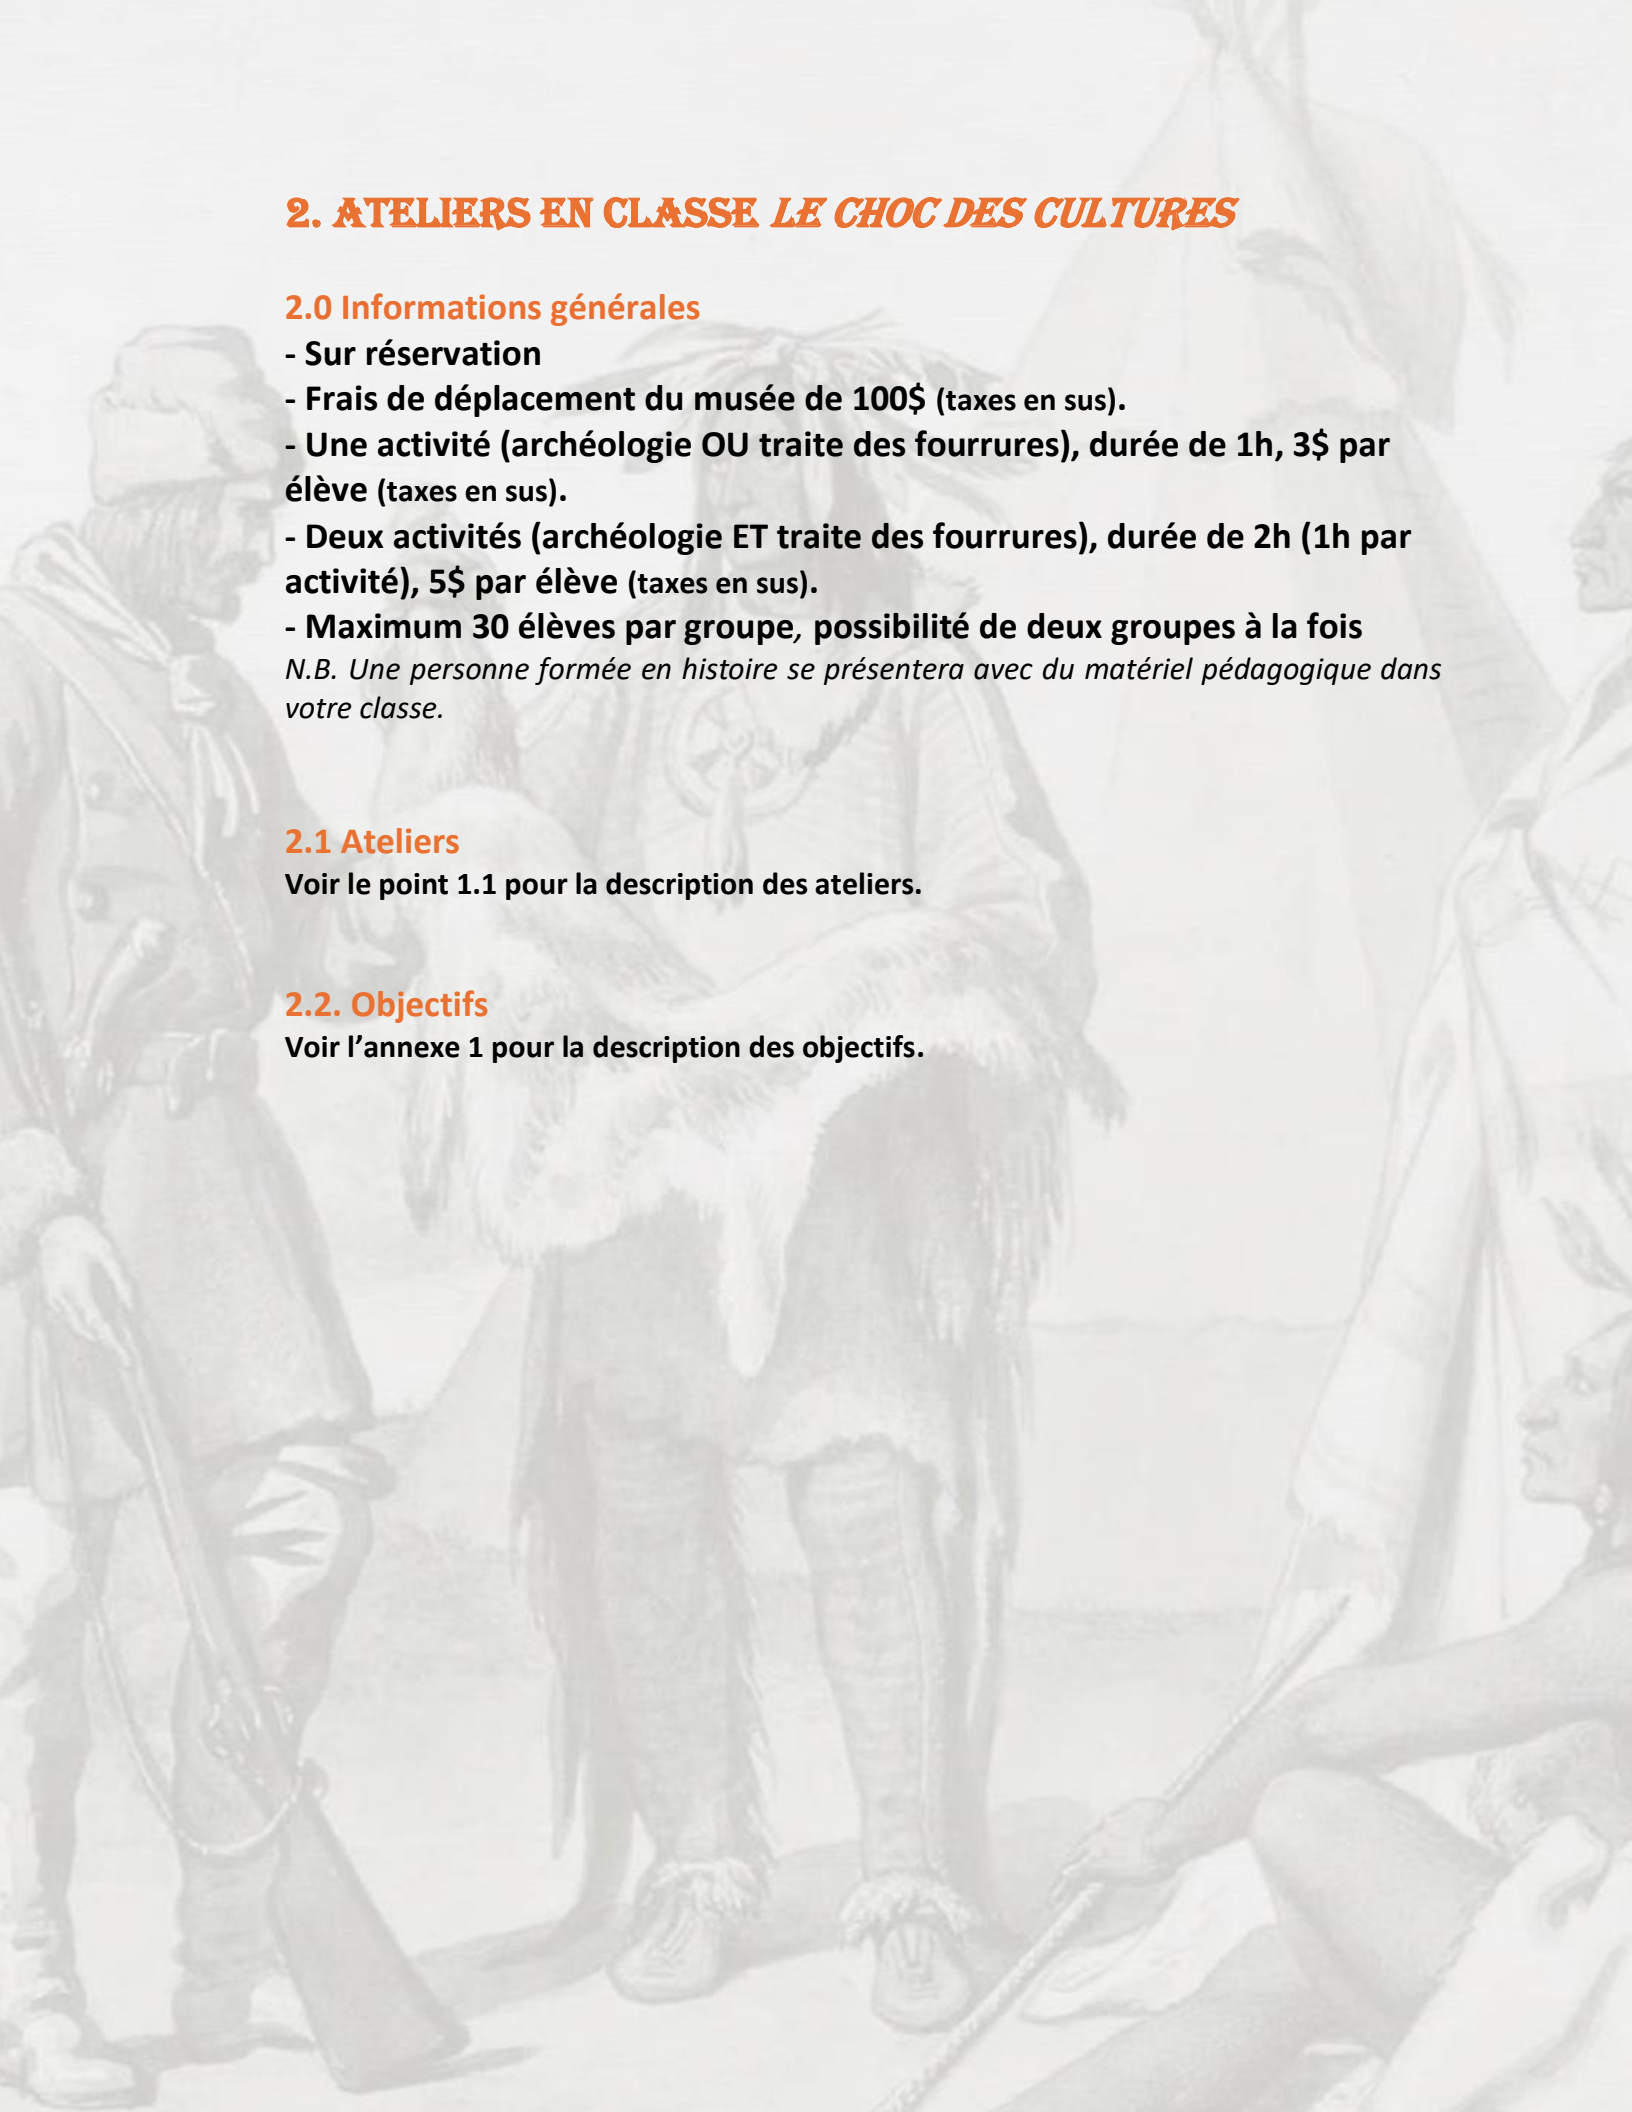 2. ATELIERS EN CLASSE LE CHOC DES CULTURES
2.0 Informations générales
- Sur réservation
- Frais de déplacement du musée de 100$ (taxes en sus).
- Une activité (archéologie OU traite des fourrures), durée de 1h, 3$ par
élève (taxes en sus).
- Deux activités (archéologie ET traite des fourrures), durée de 2h (1h par
activité), 5$ par élève (taxes en sus).
- Maximum 30 élèves par groupe, possibilité de deux groupes à la fois
N.B. Une personne formée en histoire se présentera avec du matériel pédagogique dans
votre classe.
2.1 Ateliers
Voir le point 1.1 pour la description des ateliers.
2.2. Objectifs
Voir l’annexe 1 pour la description des objectifs.